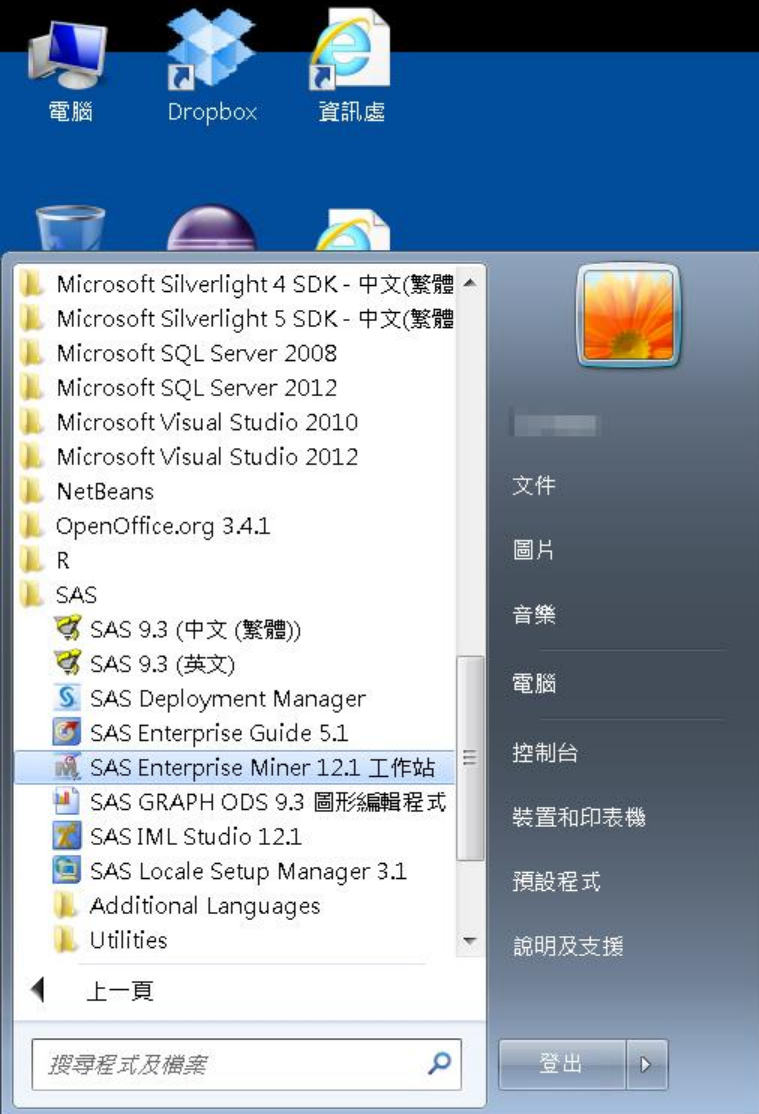 電腦
Dropbox
資訊處
Microsoft Silverlight 4 SDK - 中文(繁體
Microsoft Silverlight 5 SDK - 中文(繁體
Microsoft SQL Server 2008
Microsoft SQL Server 2012
Microsoft Visual Studio 2010
Microsoft Visual Studio 2012
NetBeans
OpenOffice.org 3.4.1
R
SAS
SAS 9.3 (中文 (繁體))
SAS 9.3 (英文)
SAS Deployment Manager
SAS Enterprise Guide 5.1
SAS Enterprise Miner 12.1 工作站
SAS GRAPH ODS 9.3 圖形編輯程式
SAS IML Studio 12.1
SAS Locale Setup Manager 3.1
Additional Languages
Utilities
上一頁
搜尋程式及檔案
文件
圖片
音樂
電腦
控制台
裝置和印表機
預設程式
說明及支援
登出